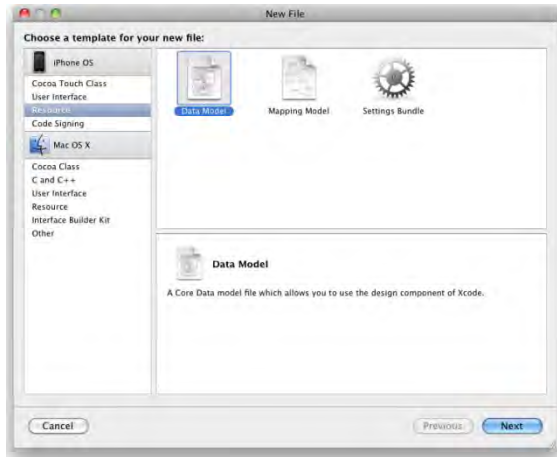 New File
Choose a template for your new file:
iPhone OS
Cocoa Touch Class
User Interface
Resource
Code Signing
Mac OS X
Cocoa Class
C and C++
User Interface
Resource
Interface Builder Kit
Other
Data Model
Mapping Model
Settings Bundle
Data Model
A Core Data model file which allows you to use the design component of Xcode.
Cancel
Previous
Next